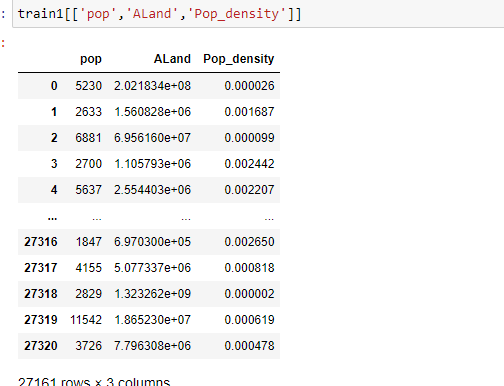 : train1[['pop','ALand','Pop_density']]
:
pop ALand Pop_density
0 5230 2.021834e+08 0.000026
1 2633 1.560828e+06 0.001687
2 6881 6.956160e+07 0.000099
3 2700 1.105793e+06 0.002442
4 5637 2.554403e+06 0.002207
... ... ... ...
27316 1847 6.970300e+05 0.002650
27317 4155 5.077337e+06 0.000818
27318 2829 1.323262e+09 0.000002
27319 11542 1.865230e+07 0.000619
27320 3726 7.796308e+06 0.000478
27161 rows × 3 columns